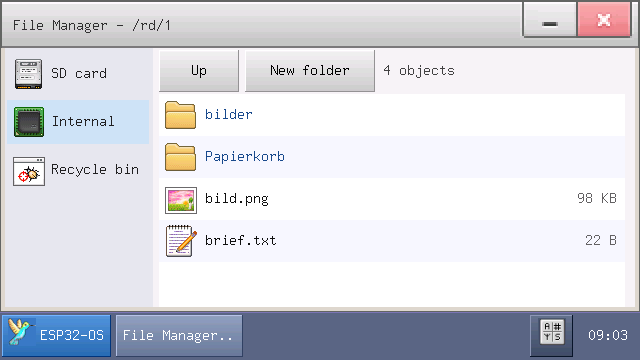 File Manager – /rd/1
SD card
Internal
Recycle bin
Up
New folder
4 objects
bilder
Papierkorb
bild.png
98 KB
brief.txt
22 B
ESP32-OS
File Manager..
A#
TS
09:03